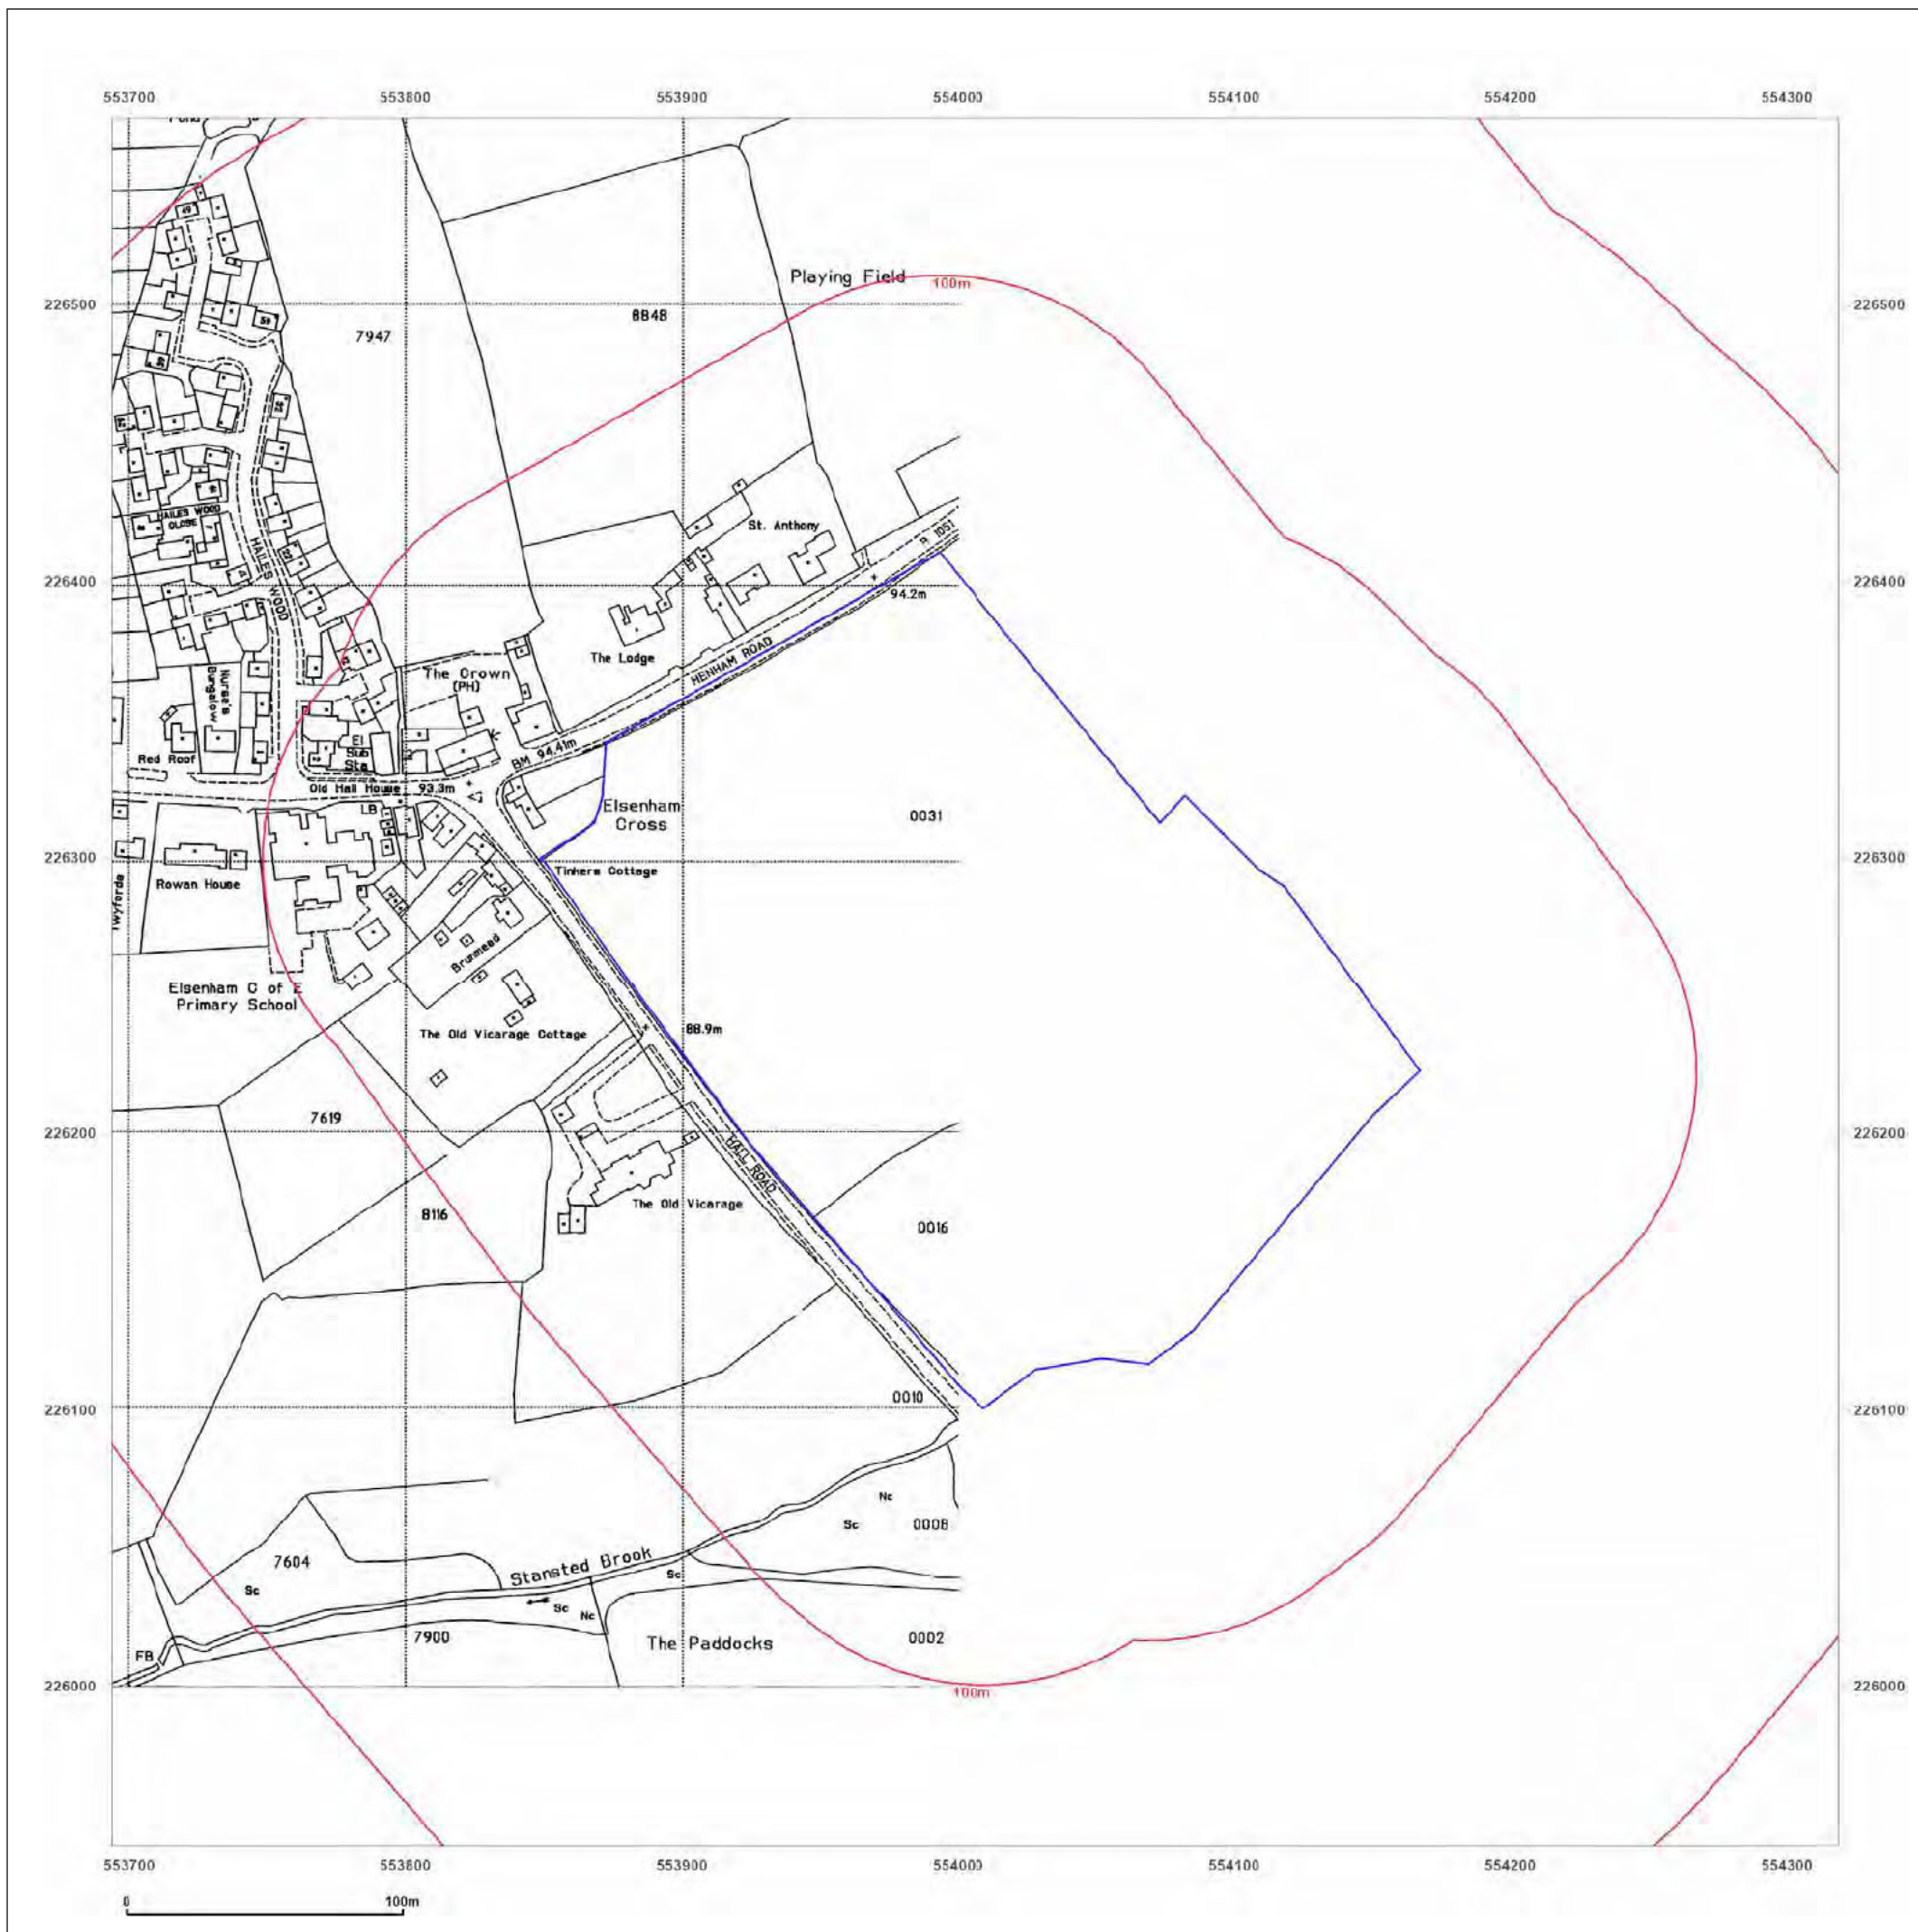 553700 553800 553900 554000 554100 554200 554300
Pond
Playing Field
100m
226500
226500
8848
7947
HAILES WOOD
CLOSE
HAILES WOOD
St. Anthony
B 1051
226400
226400
94.2m
The Lodge
HENHAM ROAD
The Crown
(PH)
Nurse's
Bungalow
El
Sub
Sta
BM 94.41m
Red Roof
Old Hall House
93.3m
LB
Elsenham
Cross
0031
226300
226300
Tinkers Cottage
Rowan House
Twyforde
Brunmead
Elsenham C of E
Primary School
88.9m
The Old Vicarage Cottage
7619
226200
226200
HALL ROAD
The Old Vicarage
8116
0016
226100
226100
0010
Nc
Sc
0008
7604
Stansted Brook
Sc
Sc
Sc
Nc
7900
The Paddocks
0002
FB
226000
226000
100m
553700 553800 553900 554000 554100 554200 554300
0 100m